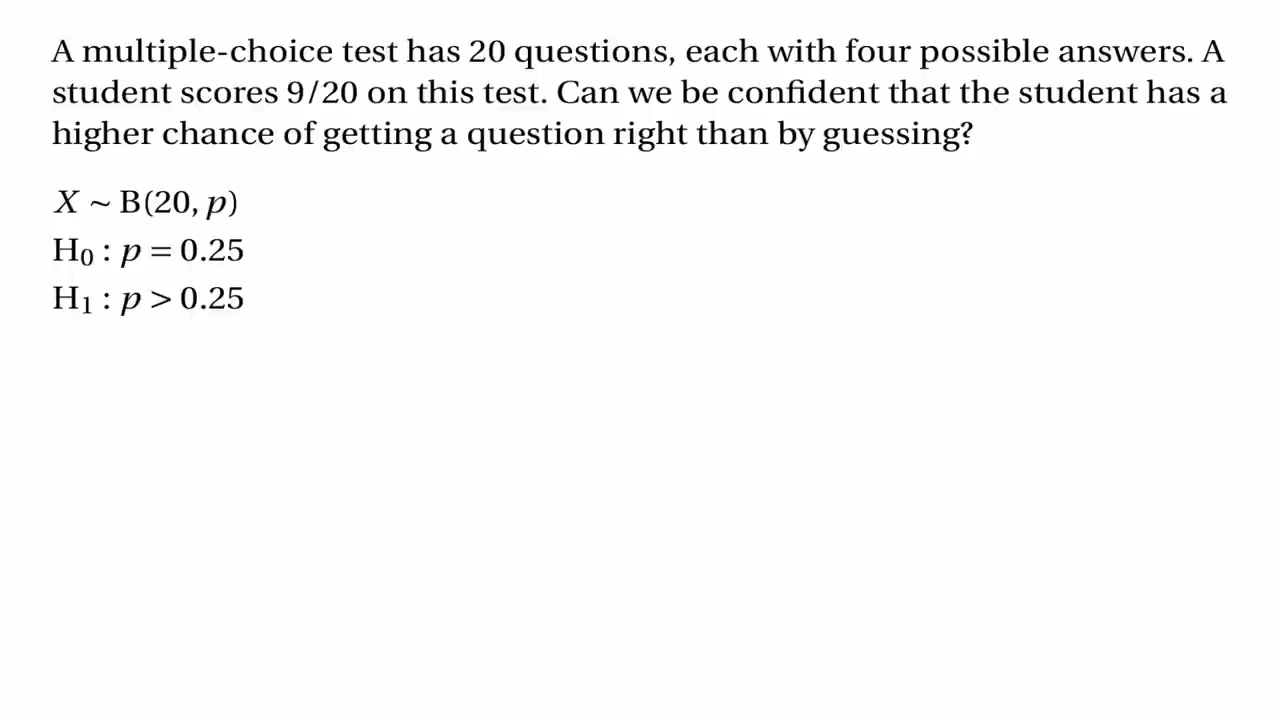 A multiple-choice test has 20 questions, each with four possible answers. A
student scores 9/20 on this test. Can we be confident that the student has a
higher chance of getting a question right than by guessing?
X ~ B(20, p)
H₀ : p = 0.25
H₁ : p > 0.25